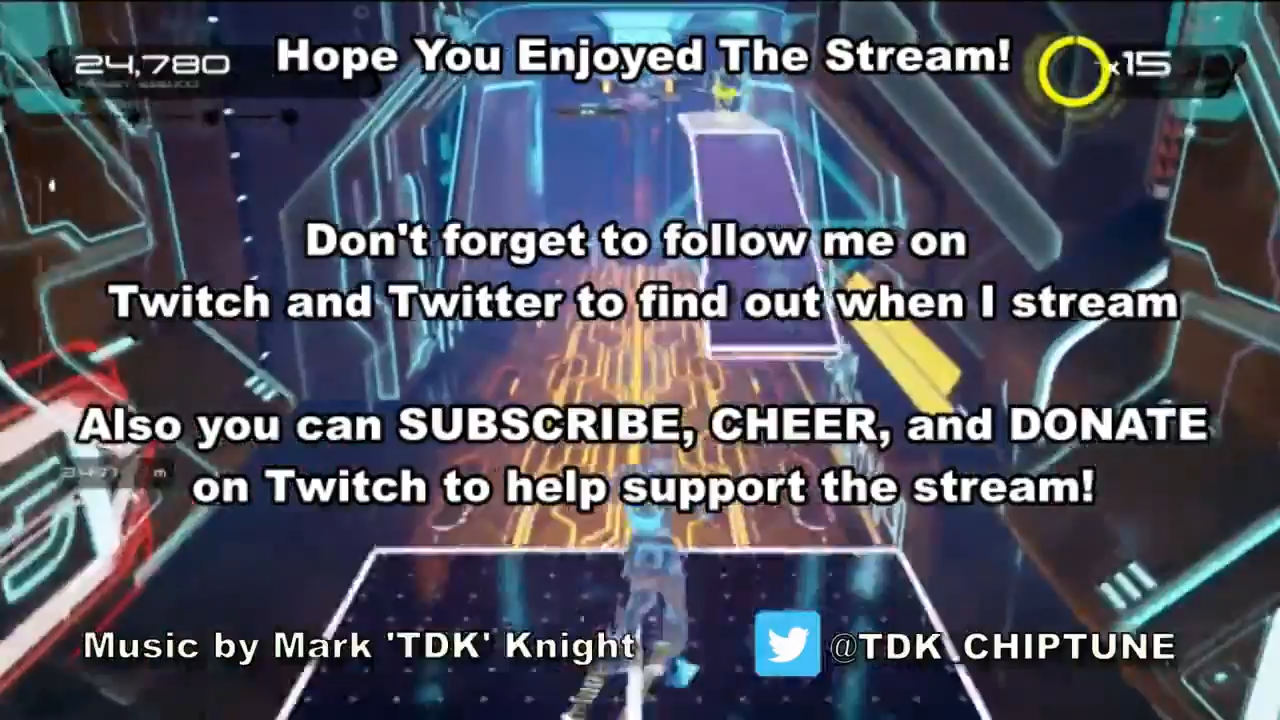 24,780
Hope You Enjoyed The Stream!
x15
Don't forget to follow me on
Twitch and Twitter to find out when I stream
Also you can SUBSCRIBE, CHEER, and DONATE
on Twitch to help support the stream!
Music by Mark 'TDK' Knight
@TDK_CHIPTUNE